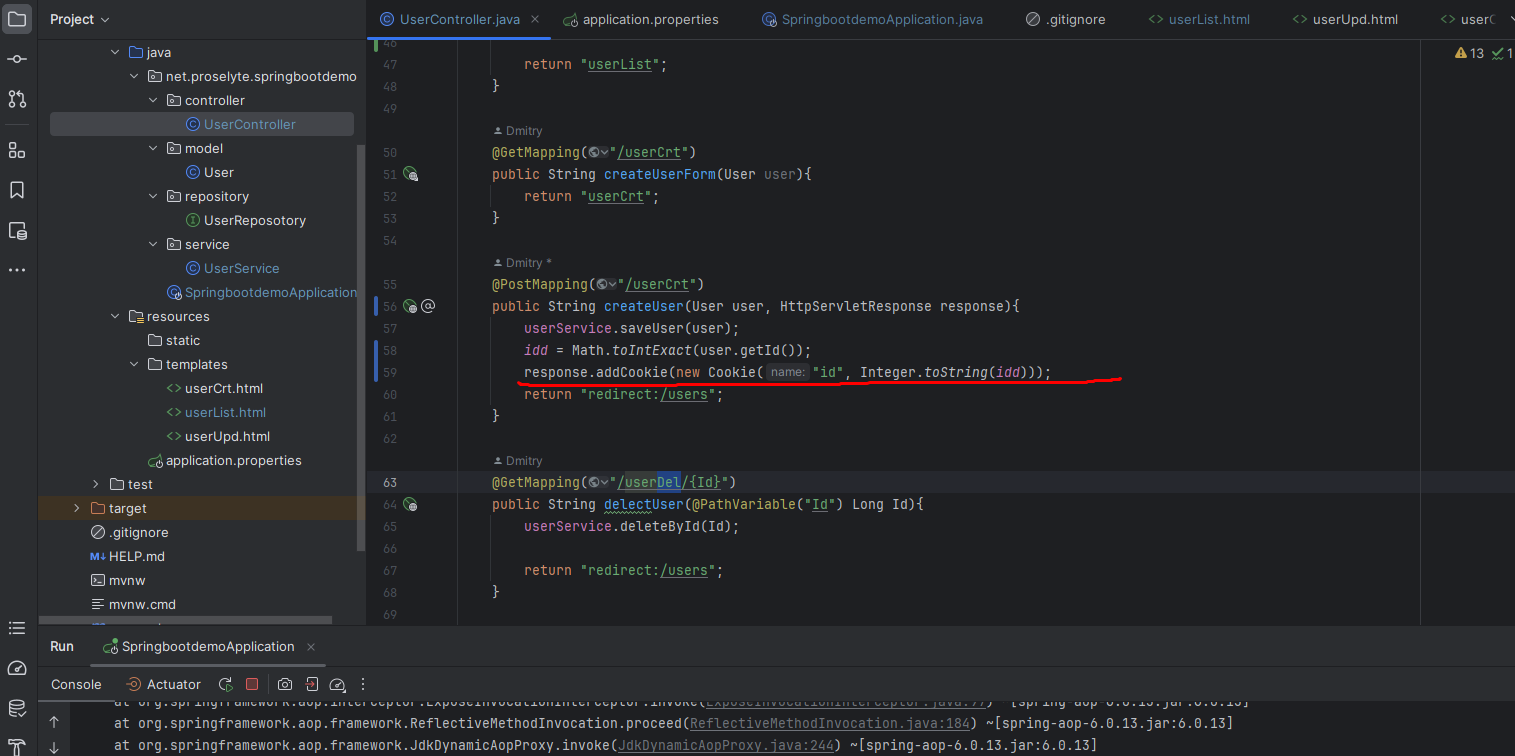 Project
UserController.java
application.properties
SpringbootdemoApplication.java
.gitignore
userList.html
userUpd.html
java
net.proselyte.springbootdemo
controller
UserController
model
User
repository
UserReposotory
service
UserService
SpringbootdemoApplication
resources
static
templates
userCrt.html
userList.html
userUpd.html
application.properties
test
target
.gitignore
HELP.md
mvnw
mvnw.cmd
13 1
46
47 return "userList";
48 }
49
Dmitry
50 @GetMapping("/userCrt")
51 public String createUserForm(User user){
52 return "userCrt";
53 }
54
Dmitry *
55 @PostMapping("/userCrt")
56 public String createUser(User user, HttpServletResponse response){
57 userService.saveUser(user);
58 idd = Math.toIntExact(user.getId());
59 response.addCookie(new Cookie( name: "id", Integer.toString(idd)));
60 return "redirect:/users";
61 }
62
Dmitry
63 @GetMapping("/userDel/{Id}")
64 public String delectUser(@PathVariable("Id") Long Id){
65 userService.deleteById(Id);
66
67 return "redirect:/users";
68 }
69
Run SpringbootdemoApplication
Console Actuator
at org.springframework.aop.interceptor.ExposeInvocationInterceptor.invoke(ExposeInvocationInterceptor.java:97) ~[spring-aop-6.0.13.jar:6.0.13]
at org.springframework.aop.framework.ReflectiveMethodInvocation.proceed(ReflectiveMethodInvocation.java:184) ~[spring-aop-6.0.13.jar:6.0.13]
at org.springframework.aop.framework.JdkDynamicAopProxy.invoke(JdkDynamicAopProxy.java:244) ~[spring-aop-6.0.13.jar:6.0.13]